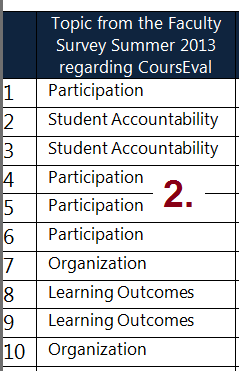 Topic from the Faculty
Survey Summer 2013
regarding CoursEval
1 Participation
2 Student Accountability
3 Student Accountability
4 Participation
2.
5 Participation
6 Participation
7 Organization
8 Learning Outcomes
9 Learning Outcomes
10 Organization